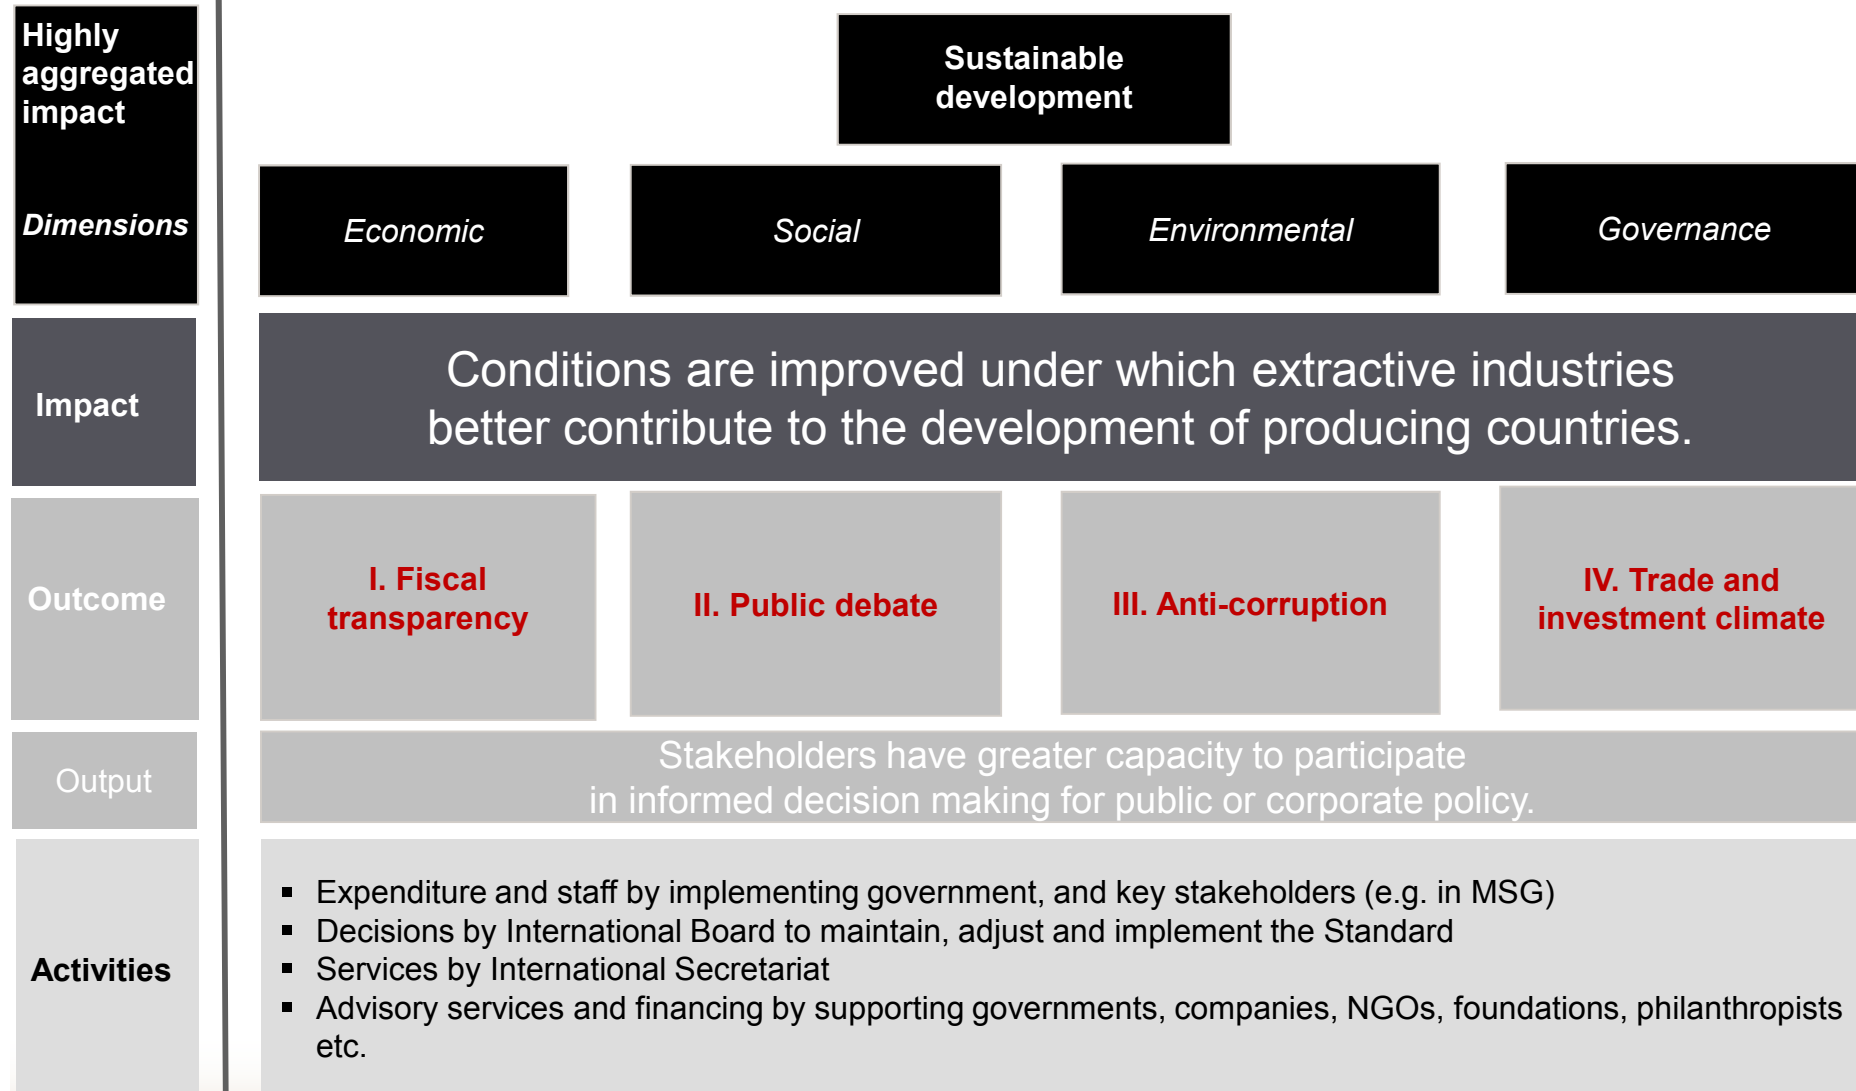 Highly
aggregated
impact
Sustainable
development
Dimensions
Economic
Social
Environmental
Governance
Impact
Conditions are improved under which extractive industries
better contribute to the development of producing countries.
Outcome
I. Fiscal
transparency
II. Public debate
III. Anti-corruption
IV. Trade and
investment climate
Output
Stakeholders have greater capacity to participate
in informed decision making for public or corporate policy.
Activities
▪ Expenditure and staff by implementing government, and key stakeholders (e.g. in MSG)
▪ Decisions by International Board to maintain, adjust and implement the Standard
▪ Services by International Secretariat
▪ Advisory services and financing by supporting governments, companies, NGOs, foundations, philanthropists
etc.